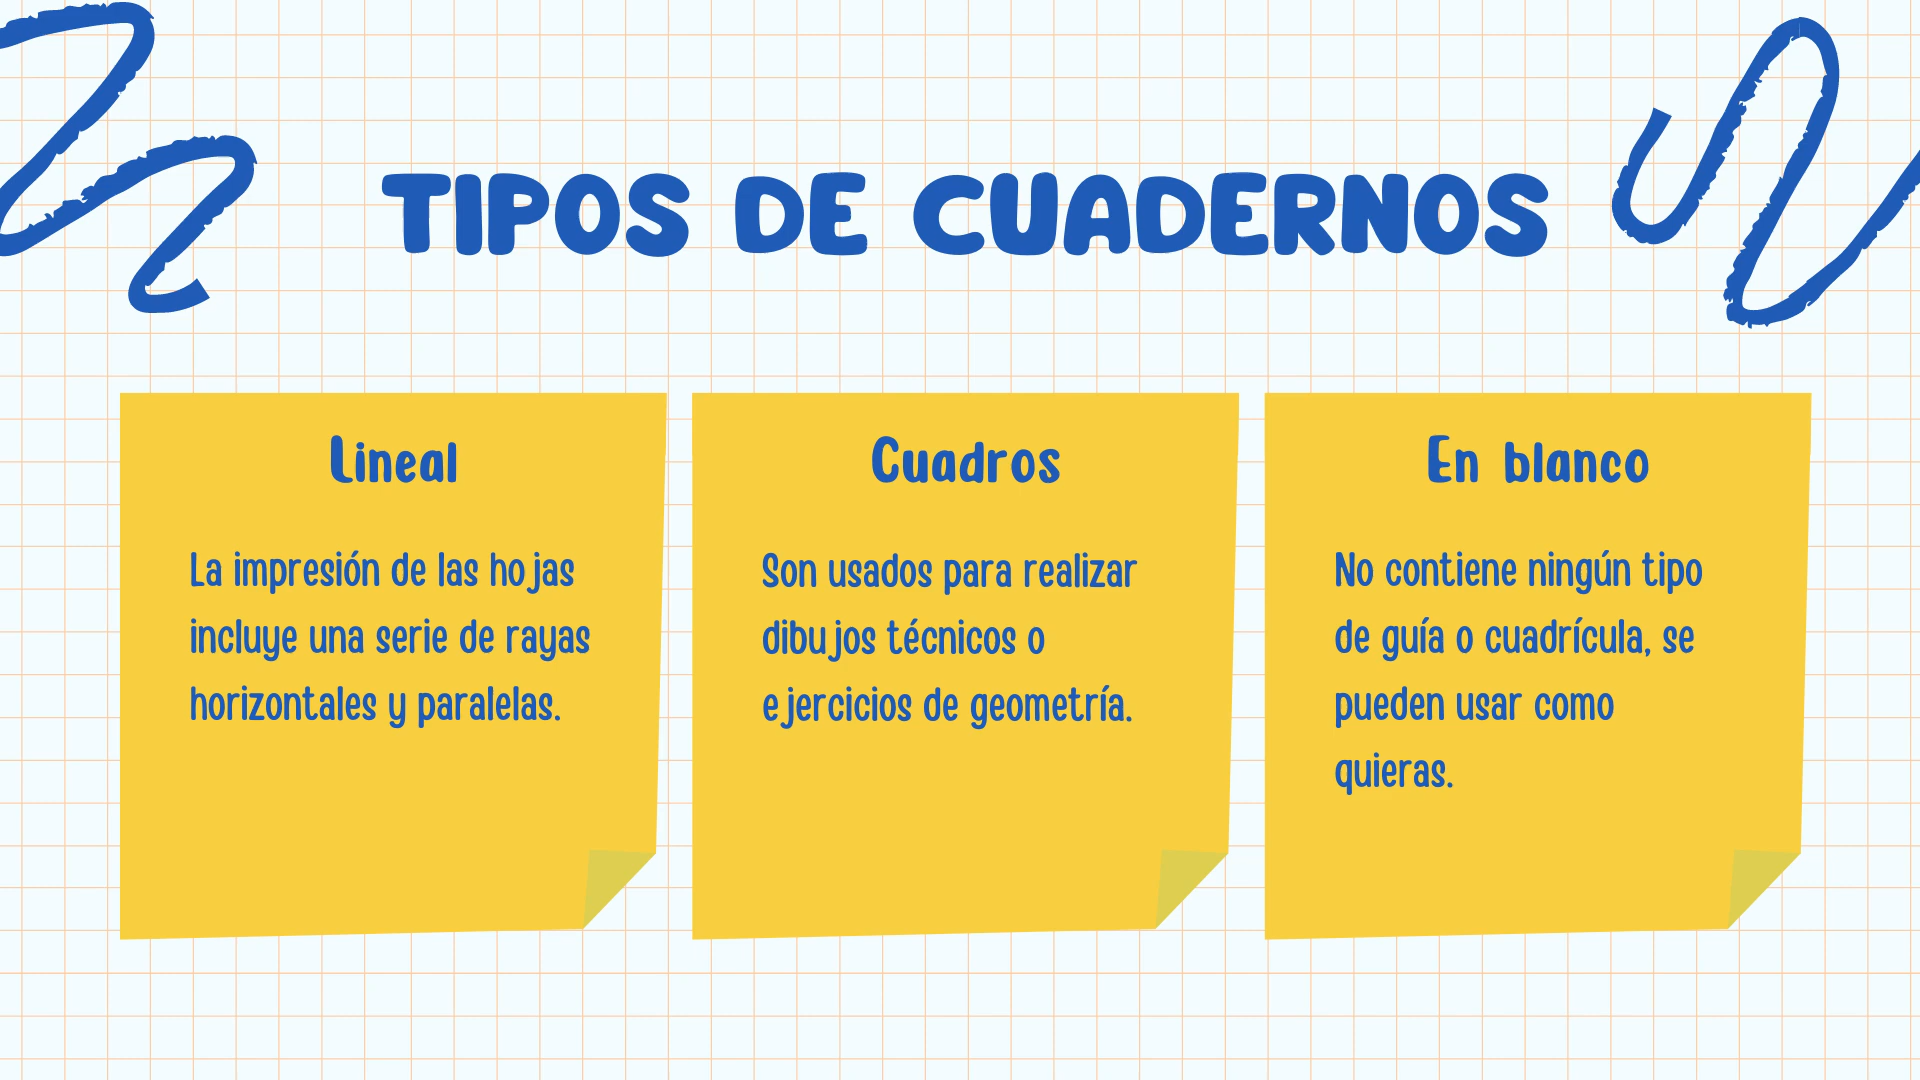 TIPOS DE CUADERNOS
Lineal
La impresión de las hojas
incluye una serie de rayas
horizontales y paralelas.
Cuadros
Son usados para realizar
dibujos técnicos o
ejercicios de geometría.
En blanco
No contiene ningún tipo
de guía o cuadrícula, se
pueden usar como
quieras.